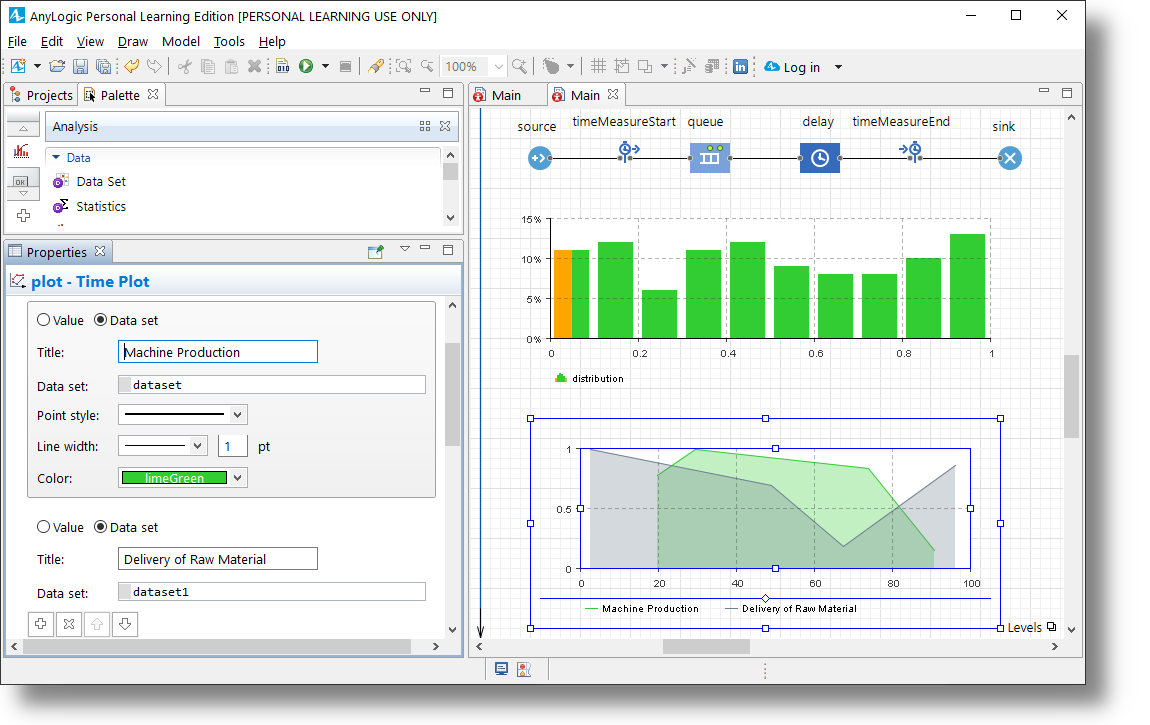 AnyLogic Personal Learning Edition [PERSONAL LEARNING USE ONLY]
File Edit View Draw Model Tools Help
100% Log in
Projects Palette
Analysis
Data
Data Set
Statistics
Properties
plot - Time Plot
Value Data set
Title: Machine Production
Data set: dataset
Point style:
Line width: 1 pt
Color: limeGreen
Value Data set
Title: Delivery of Raw Material
Data set: dataset1
Main Main
source timeMeasureStart queue delay timeMeasureEnd sink
15%
10%
5%
0%
0 0.2 0.4 0.6 0.8 1
distribution
1
0.5
0
0 20 40 60 80 100
Machine Production Delivery of Raw Material
Levels